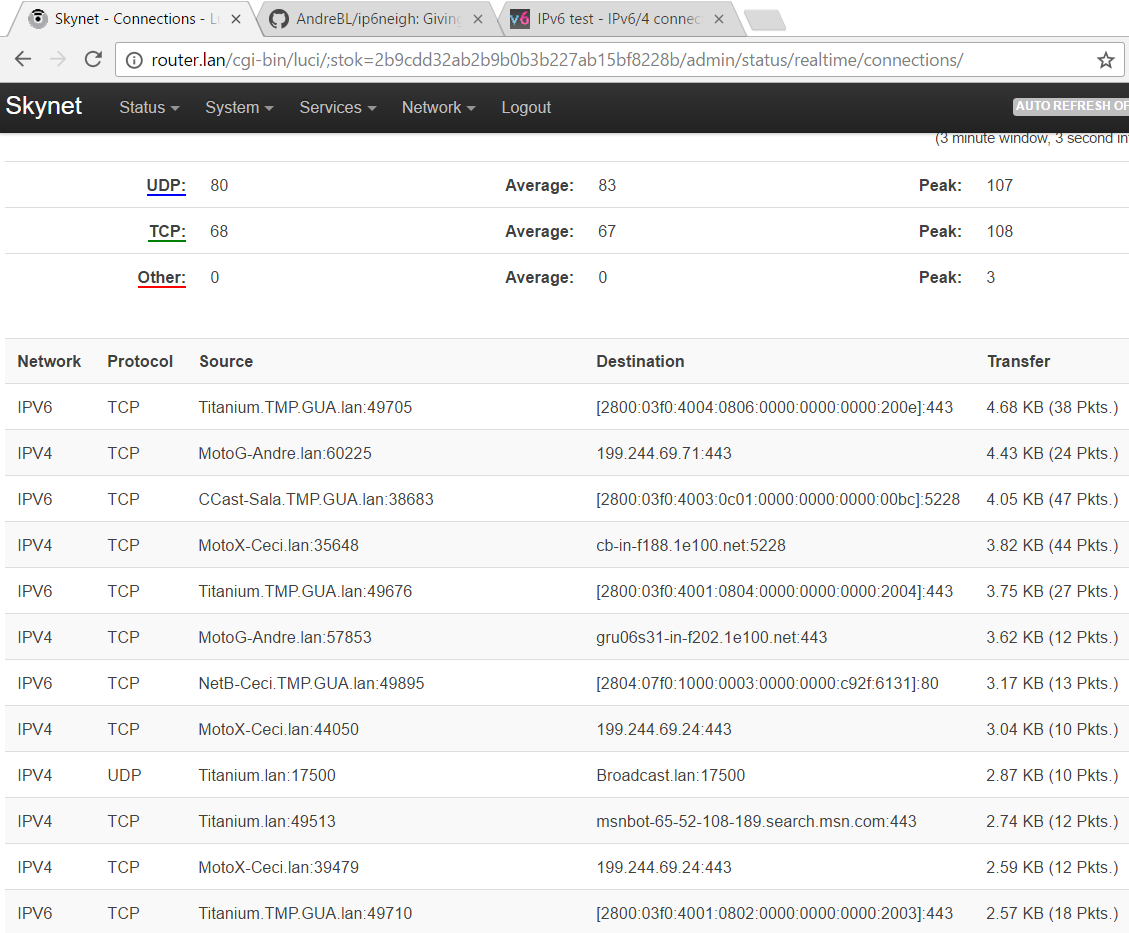 Skynet - Connections - Lu
AndreBL/ip6neigh: Giving
v6 IPv6 test - IPv6/4 connec
router.lan/cgi-bin/luci/;stok=2b9cdd32ab2b9b0b3b227ab15bf8228b/admin/status/realtime/connections/
Skynet Status System Services Network Logout AUTO REFRESH OF
(3 minute window, 3 second in
UDP: 80 Average: 83 Peak: 107
TCP: 68 Average: 67 Peak: 108
Other: 0 Average: 0 Peak: 3
Network Protocol Source Destination Transfer
IPV6 TCP Titanium.TMP.GUA.lan:49705 [2800:03f0:4004:0806:0000:0000:0000:200e]:443 4.68 KB (38 Pkts.)
IPV4 TCP MotoG-Andre.lan:60225 199.244.69.71:443 4.43 KB (24 Pkts.)
IPV6 TCP CCast-Sala.TMP.GUA.lan:38683 [2800:03f0:4003:0c01:0000:0000:0000:00bc]:5228 4.05 KB (47 Pkts.)
IPV4 TCP MotoX-Ceci.lan:35648 cb-in-f188.1e100.net:5228 3.82 KB (44 Pkts.)
IPV6 TCP Titanium.TMP.GUA.lan:49676 [2800:03f0:4001:0804:0000:0000:0000:2004]:443 3.75 KB (27 Pkts.)
IPV4 TCP MotoG-Andre.lan:57853 gru06s31-in-f202.1e100.net:443 3.62 KB (12 Pkts.)
IPV6 TCP NetB-Ceci.TMP.GUA.lan:49895 [2804:07f0:1000:0003:0000:0000:c92f:6131]:80 3.17 KB (13 Pkts.)
IPV4 TCP MotoX-Ceci.lan:44050 199.244.69.24:443 3.04 KB (10 Pkts.)
IPV4 UDP Titanium.lan:17500 Broadcast.lan:17500 2.87 KB (10 Pkts.)
IPV4 TCP Titanium.lan:49513 msnbot-65-52-108-189.search.msn.com:443 2.74 KB (12 Pkts.)
IPV4 TCP MotoX-Ceci.lan:39479 199.244.69.24:443 2.59 KB (12 Pkts.)
IPV6 TCP Titanium.TMP.GUA.lan:49710 [2800:03f0:4001:0802:0000:0000:0000:2003]:443 2.57 KB (18 Pkts.)